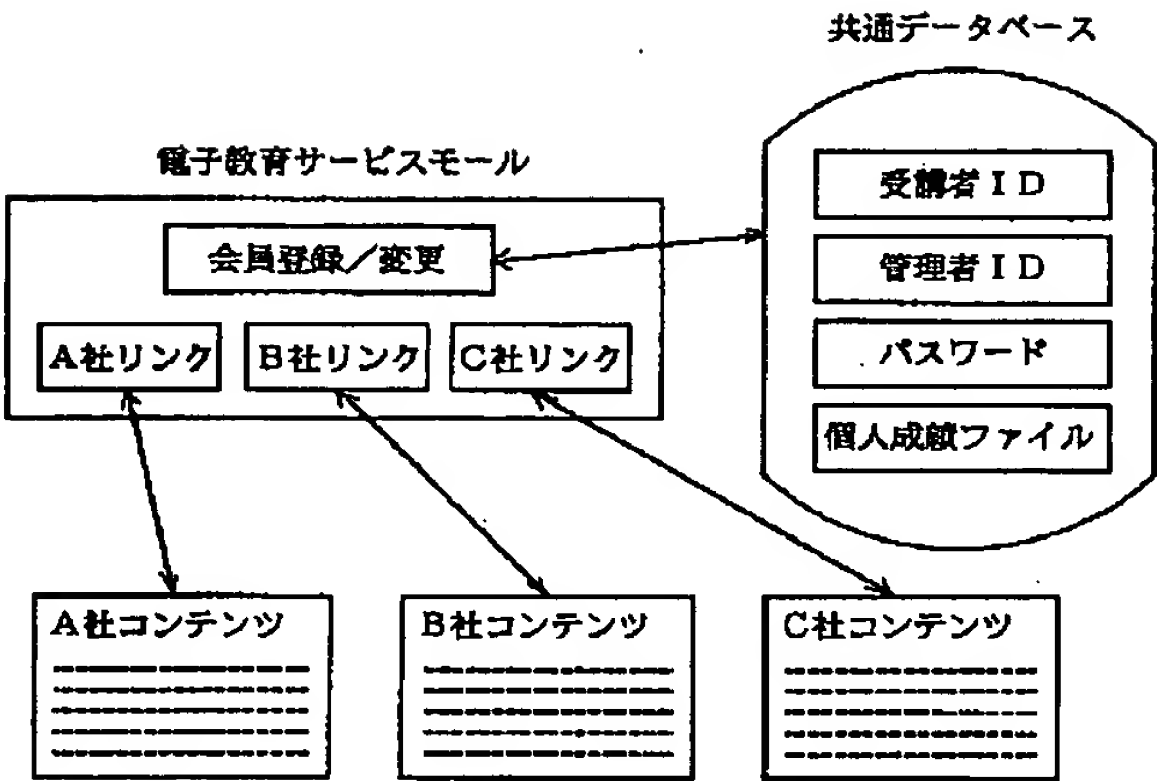 共通データベース
電子教育サービスモール
受講者ID
会員登録／変更
管理者ID
A社リンク
B社リンク
C社リンク
パスワード
個人成績ファイル
A社コンテンツ
B社コンテンツ
C社コンテンツ